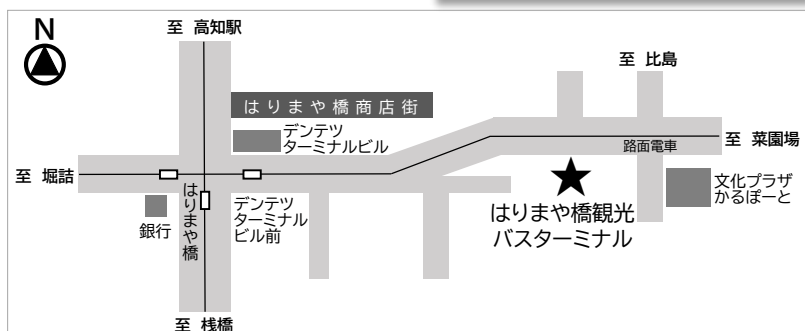 至 高知駅
N
至 比島
はりまや橋商店街
デンテツ
ターミナルビル
路面電車
至 菜園場
至 堀詰
はりまや橋
銀行
デンテツ
ターミナル
ビル前
文化プラザ
かるぽーと
はりまや橋観光
バスターミナル
至 桟橋